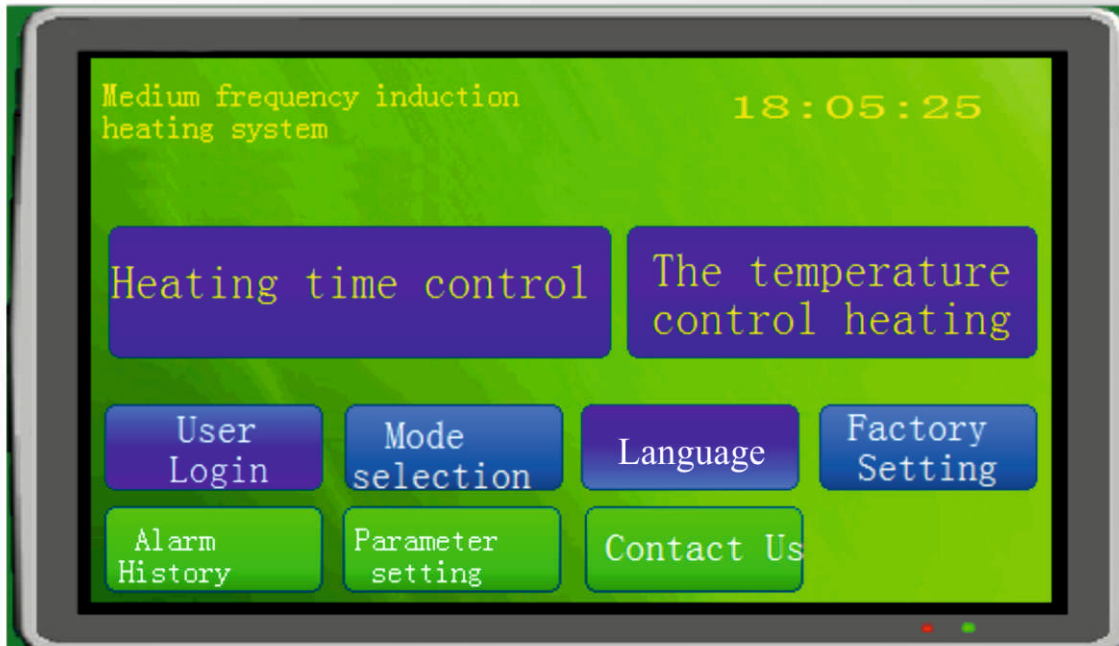 Medium frequency induction
heating system
18:05:25
Heating time control
The temperature
control heating
User
Login
Mode
selection
Language
Factory
Setting
Alarm
History
Parameter
setting
Contact Us